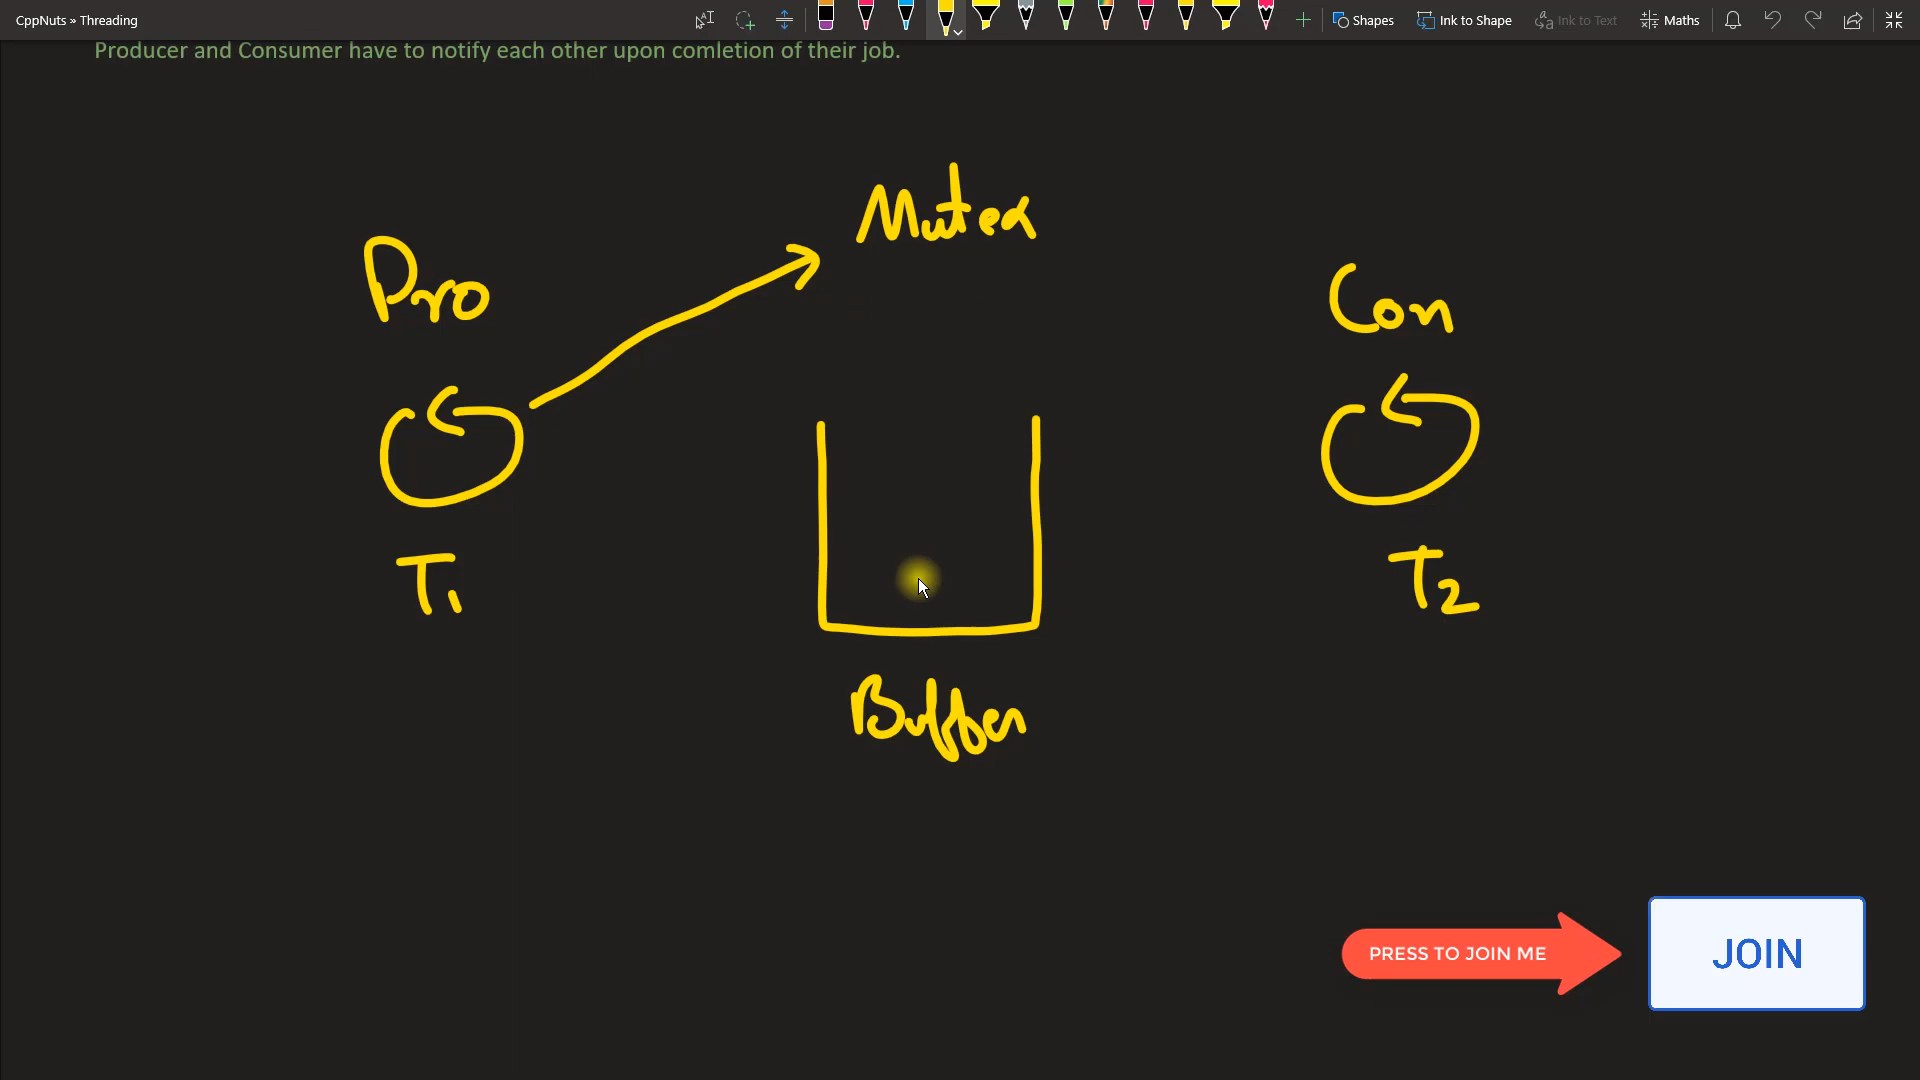 CppNuts » Threading
Shapes
Ink to Shape
Ink to Text
Maths
Producer and Consumer have to notify each other upon comletion of their job.
Mutex
Pro
Con
T1
T2
Buffer
PRESS TO JOIN ME
JOIN